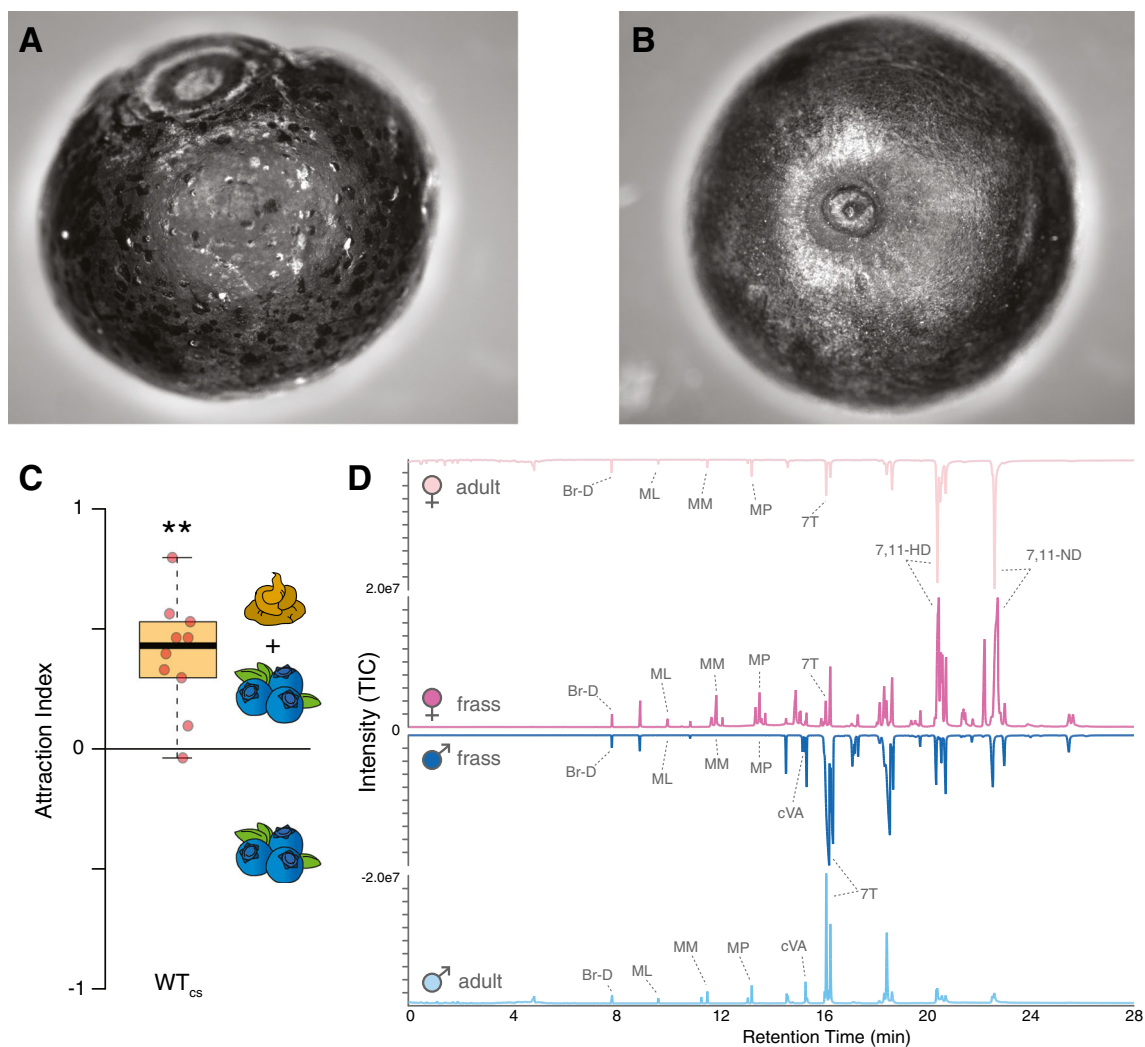 A
B
C
1
**
0
-1
Attraction Index
+
WTcs
D
Intensity (TIC)
♀ adult
Br-D
ML
MM
MP
7T
7,11-HD
7,11-ND
2.0e7
♀ frass
Br-D
ML
MM
MP
7T
0
♂ frass
Br-D
ML
MM
MP
cVA
7T
-2.0e7
♂ adult
Br-D
ML
MM
MP
cVA
0 4 8 12 16 20 24 28
Retention Time (min)